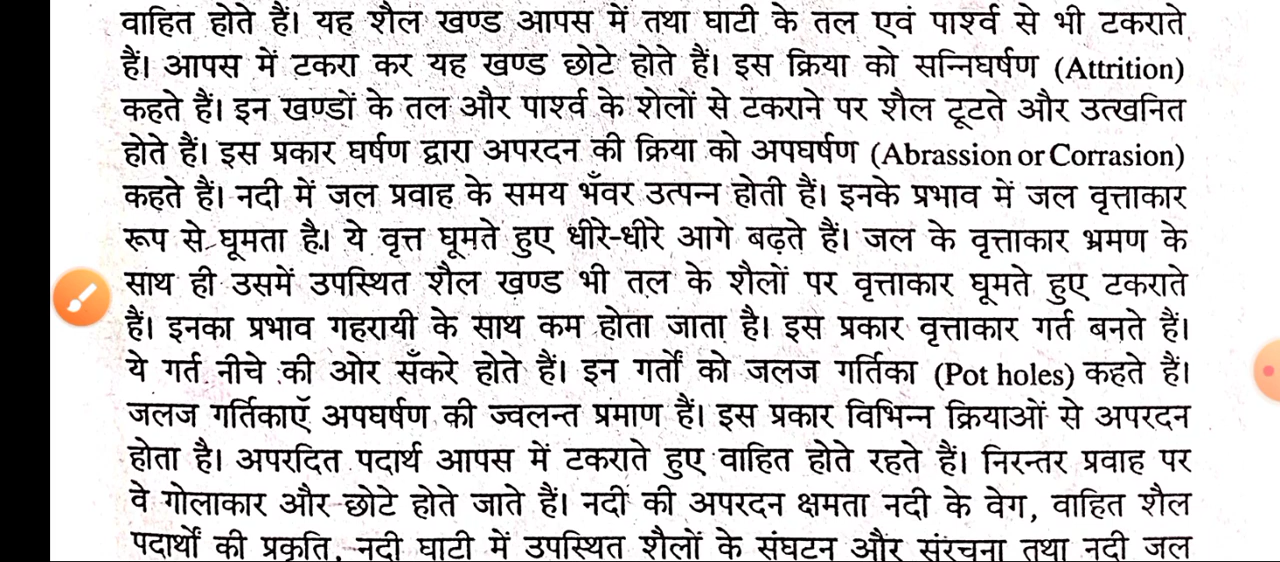 वाहित होते हैं। यह शैल खण्ड आपस में तथा घाटी के तल एवं पार्श्व से भी टकराते
हैं। आपस में टकरा कर यह खण्ड छोटे होते हैं। इस क्रिया को सन्निघर्षण (Attrition)
कहते हैं। इन खण्डों के तल और पार्श्व के शेलों से टकराने पर शैल टूटते और उत्खनित
होते हैं। इस प्रकार घर्षण द्वारा अपरदन की क्रिया को अपघर्षण (Abrassion or Corrasion)
कहते हैं। नदी में जल प्रवाह के समय भँवर उत्पन्न होती हैं। इनके प्रभाव में जल वृत्ताकार
रूप से घूमता है। ये वृत्त घूमते हुए धीरे-धीरे आगे बढ़ते हैं। जल के वृत्ताकार भ्रमण के
साथ ही उसमें उपस्थित शैल खण्ड भी तल के शैलों पर वृत्ताकार घूमते हुए टकराते
हैं। इनका प्रभाव गहरायी के साथ कम होता जाता है। इस प्रकार वृत्ताकार गर्त बनते हैं।
ये गर्त नीचे की ओर सँकरे होते हैं। इन गर्तों को जलज गर्तिका (Pot holes) कहते हैं।
जलज गर्तिकाएँ अपघर्षण की ज्वलन्त प्रमाण हैं। इस प्रकार विभिन्न क्रियाओं से अपरदन
होता है। अपरदित पदार्थ आपस में टकराते हुए वाहित होते रहते हैं। निरन्तर प्रवाह पर
वे गोलाकार और छोटे होते जाते हैं। नदी की अपरदन क्षमता नदी के वेग, वाहित शैल
पदार्थों की प्रकृति, नदी घाटी में उपस्थित शैलों के संघटन और संरचना तथा नदी जल